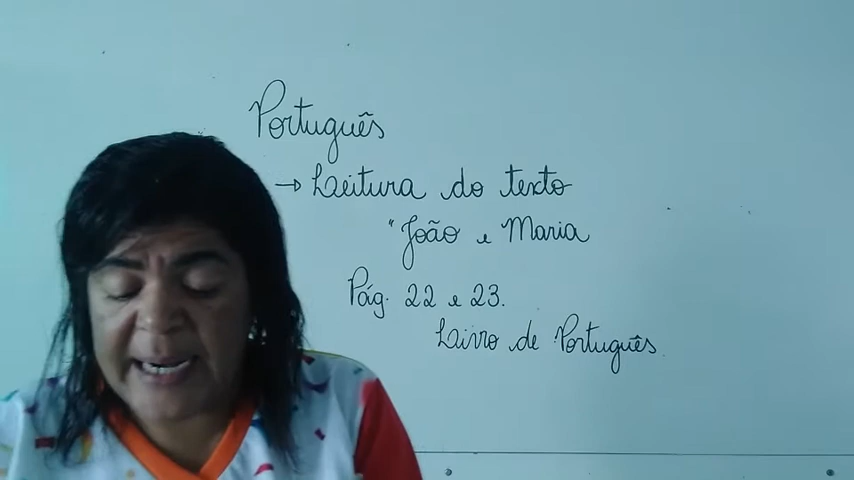 Português
→ Leitura do texto
"João e Maria
Pág. 22 e 23.
Livro de Português.